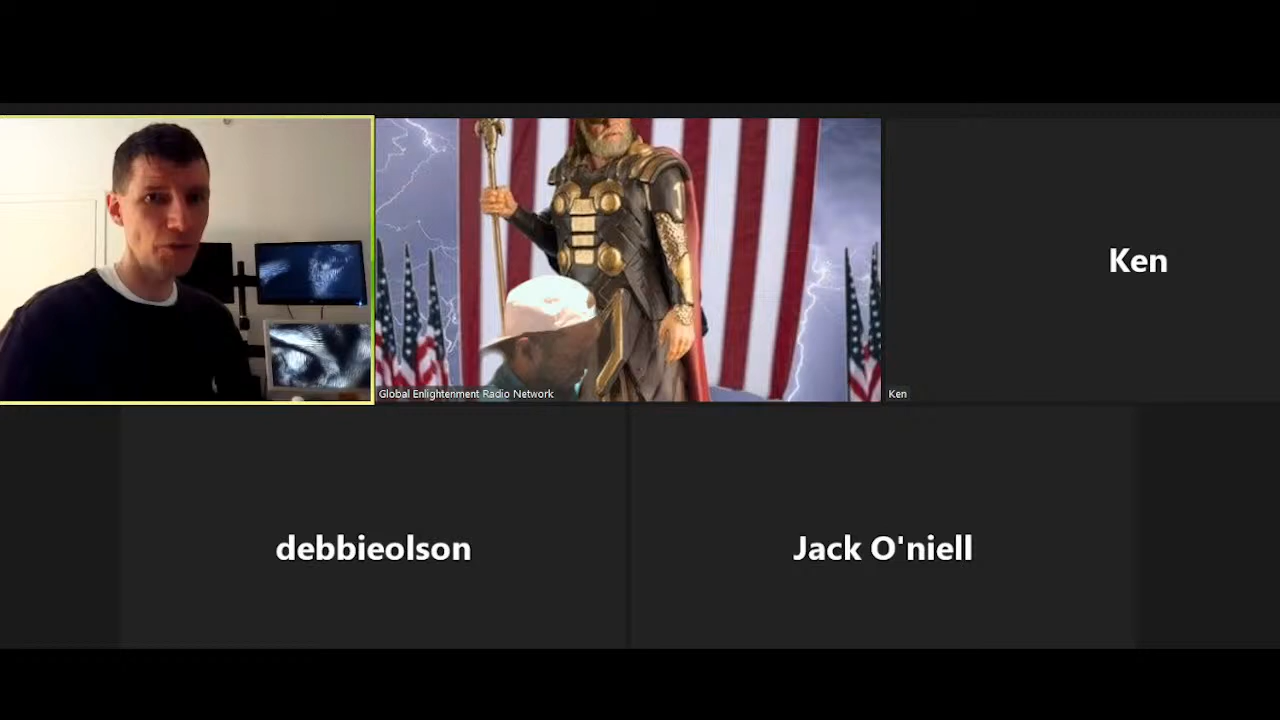 Ken
Global Enlightenment Radio Network
Ken
debbieolson
Jack O'niell